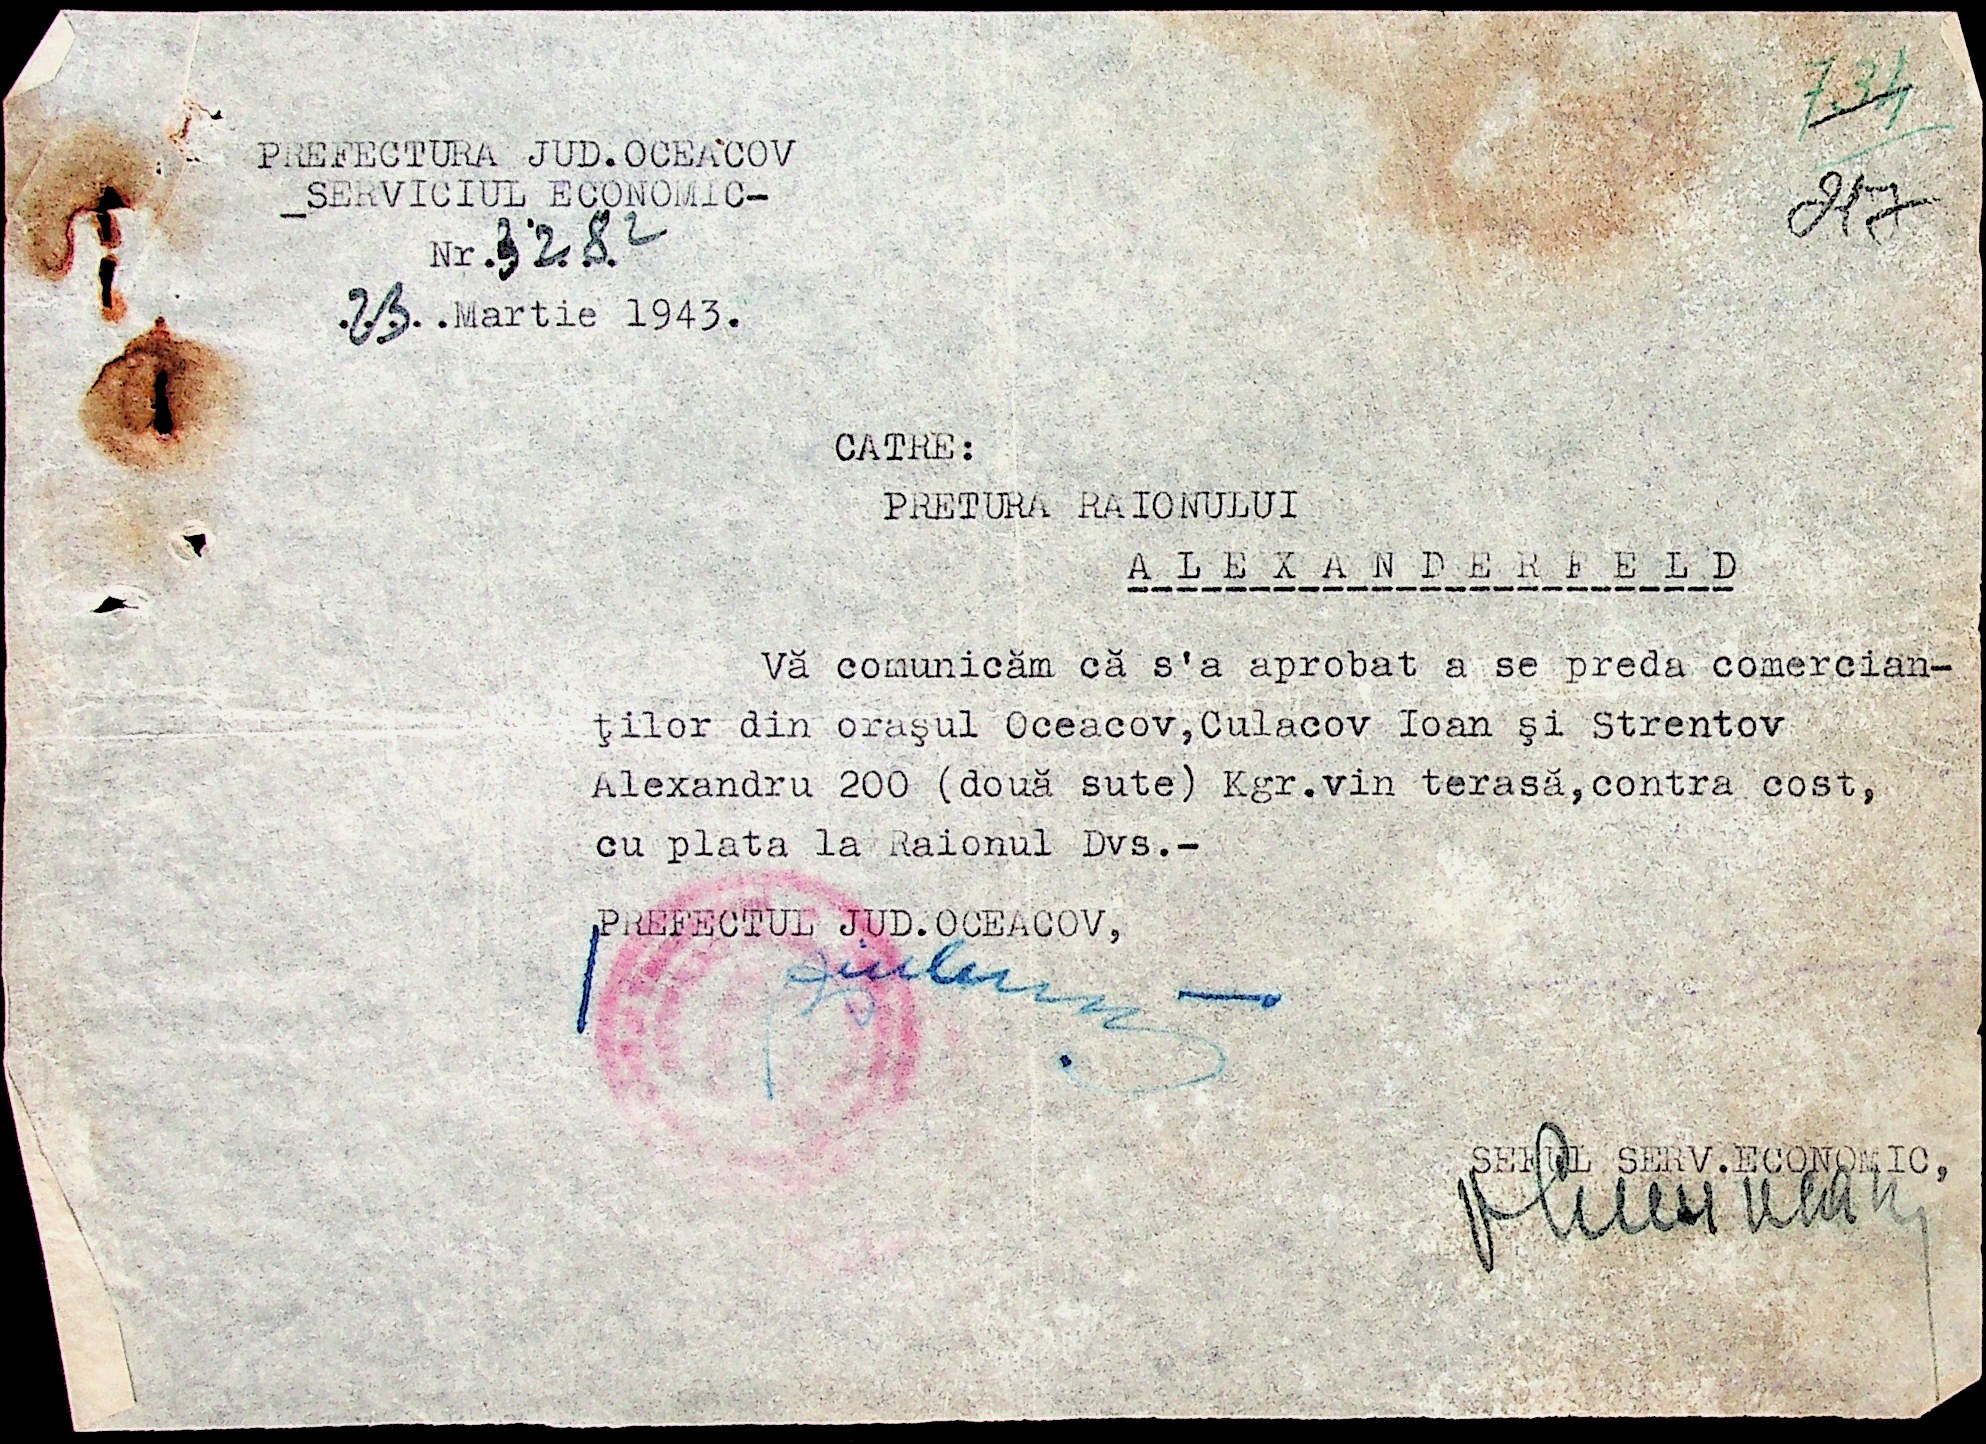 734
PREFECTURA JUD.OCEACOV
_SERVICIUL ECONOMIC-
Nr.3282
.23..Martie 1943.
CATRE:
PRETURA RAIONULUI
ALEXANDERFELD
Vă comunicăm că s'a aprobat a se preda comercian-
ţilor din oraşul Oceacov,Culacov Ioan şi Strentov
Alexandru 200 (două sute) Kgr.vin terasă,contra cost,
cu plata la Raionul Dvs.-
PREFECTUL JUD.OCEACOV,
SEFUL SERV.ECONOMIC,